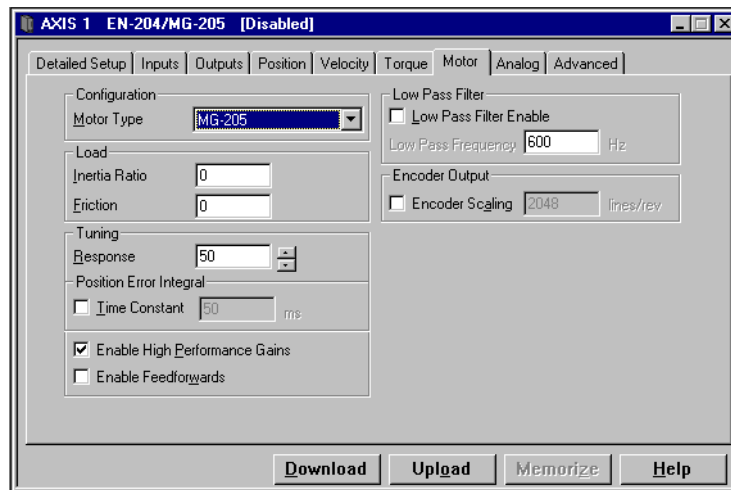 AXIS 1 EN-204/MG-205 [Disabled]
Detailed Setup Inputs Outputs Position Velocity Torque Motor Analog Advanced
Configuration
Motor Type MG-205
Load
Inertia Ratio 0
Friction 0
Tuning
Response 50
Position Error Integral
Time Constant 50 ms
Enable High Performance Gains
Enable Feedforwards
Low Pass Filter
Low Pass Filter Enable
Low Pass Frequency 600 Hz
Encoder Output
Encoder Scaling 2048 lines/rev
Download Upload Memorize Help